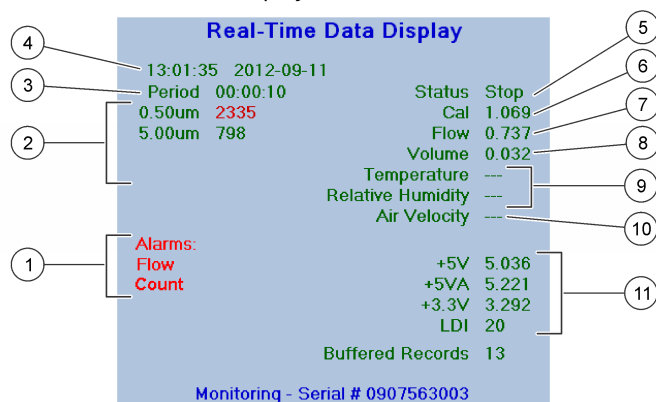 Real-Time Data Display
4 13:01:35 2012-09-11 5
3 Period 00:00:10 Status Stop 6
0.50um 2335 Cal 1.069 7
2 5.00um 798 Flow 0.737 8
Volume 0.032
Temperature --- 9
Relative Humidity ---
Air Velocity --- 10
Alarms:
1 Flow +5V 5.036
Count +5VA 5.221 11
+3.3V 3.292
LDI 20
Buffered Records 13
Monitoring - Serial # 0907563003